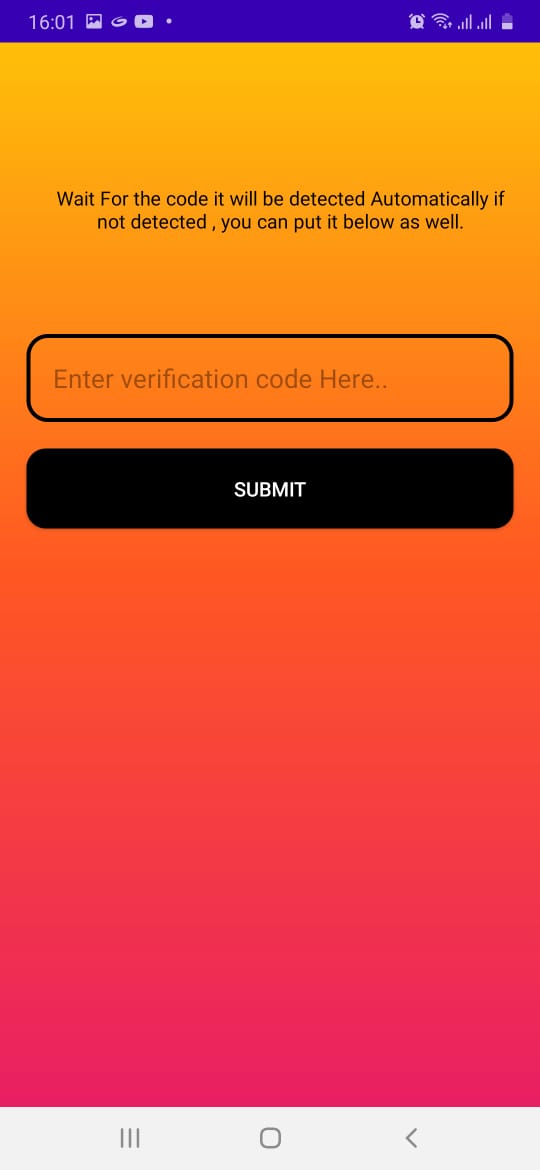 16:01
Wait For the code it will be detected Automatically if
not detected , you can put it below as well.
Enter verification code Here..
SUBMIT